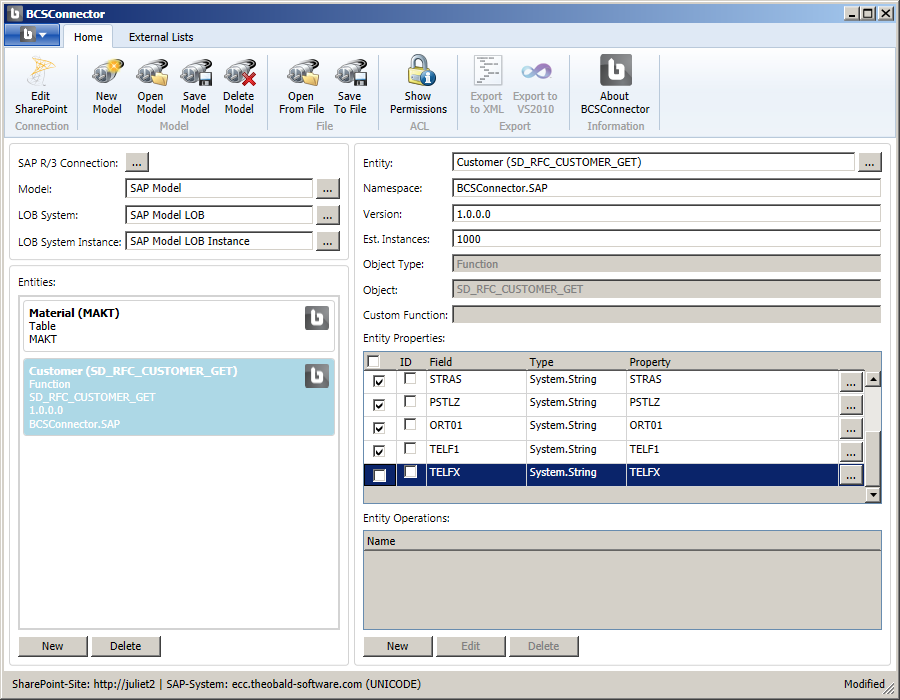 BCSConnector
Home
External Lists
Edit SharePoint
New Model
Open Model
Save Model
Delete Model
Open From File
Save To File
Show Permissions
Export to XML
Export to VS2010
About BCSConnector
Connection
Model
File
ACL
Export
Information
SAP R/3 Connection: ...
Model: SAP Model ...
LOB System: SAP Model LOB ...
LOB System Instance: SAP Model LOB Instance ...
Entities:
Material (MAKT)
Table
MAKT
Customer (SD_RFC_CUSTOMER_GET)
Function
SD_RFC_CUSTOMER_GET
1.0.0.0
BCSConnector.SAP
New Delete
Entity: Customer (SD_RFC_CUSTOMER_GET) ...
Namespace: BCSConnector.SAP
Version: 1.0.0.0
Est. Instances: 1000
Object Type: Function
Object: SD_RFC_CUSTOMER_GET
Custom Function:
Entity Properties:
ID Field Type Property
STRAS System.String STRAS ...
PSTLZ System.String PSTLZ ...
ORT01 System.String ORT01 ...
TELF1 System.String TELF1 ...
TELFX System.String TELFX ...
Entity Operations:
Name
New Edit Delete
SharePoint-Site: http://juliet2 | SAP-System: ecc.theobald-software.com (UNICODE)
Modified